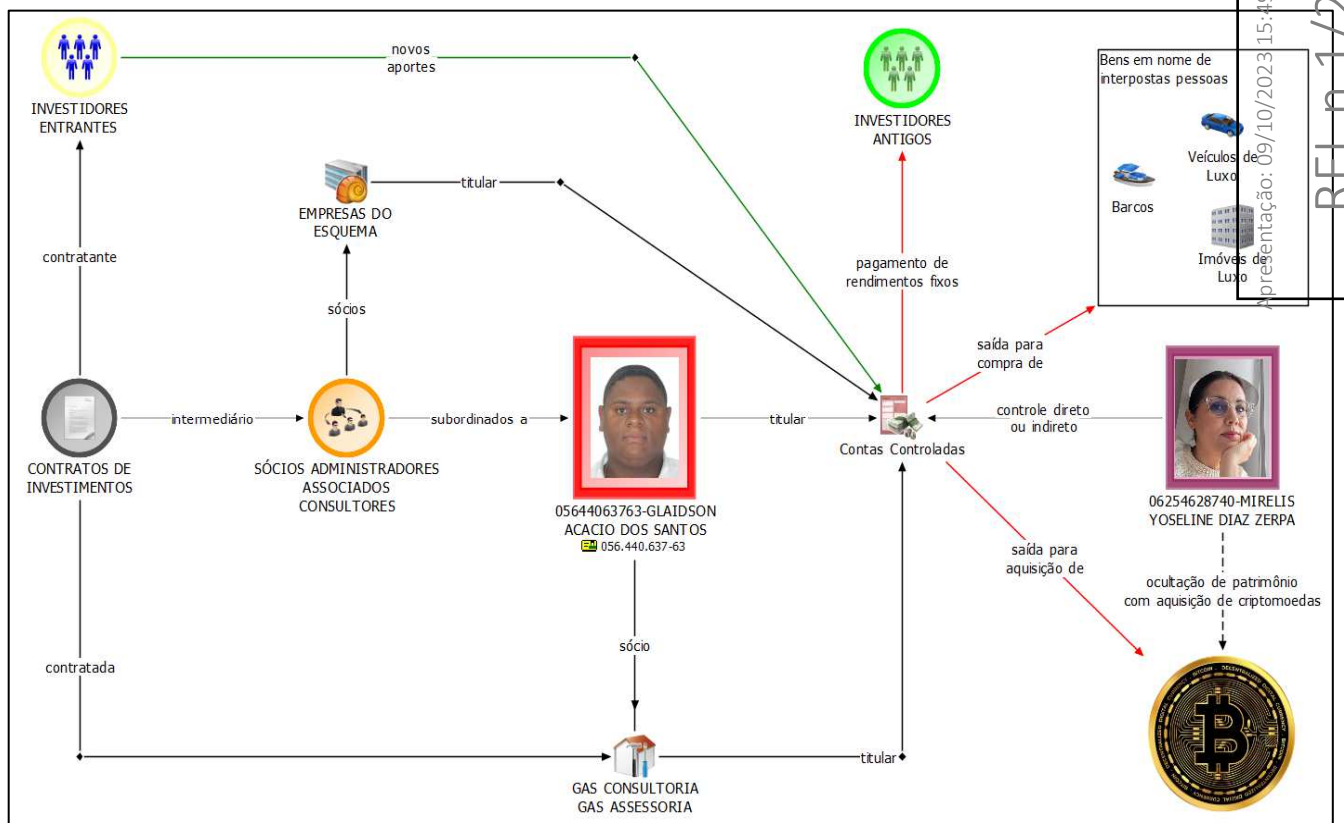 INVESTIDORES
ENTRANTES
novos
aportes
INVESTIDORES
ANTIGOS
Bens em nome de
interpostas pessoas
Veículos de
Luxo
Barcos
Imóveis de
Luxo
Apresentação: 09/10/2023 15:49
REL n.1/2
EMPRESAS DO
ESQUEMA
titular
contratante
sócios
pagamento de
rendimentos fixos
saída para
compra de
CONTRATOS DE
INVESTIMENTOS
intermediário
SÓCIOS ADMINISTRADORES
ASSOCIADOS
CONSULTORES
subordinados a
05644063763-GLAIDSON
ACACIO DOS SANTOS
056.440.637-63
titular
Contas Controladas
controle direto
ou indireto
06254628740-MIRELIS
YOSELINE DIAZ ZERPA
saída para
aquisição de
ocultação de patrimônio
com aquisição de criptomoedas
contratada
sócio
GAS CONSULTORIA
GAS ASSESSORIA
titular